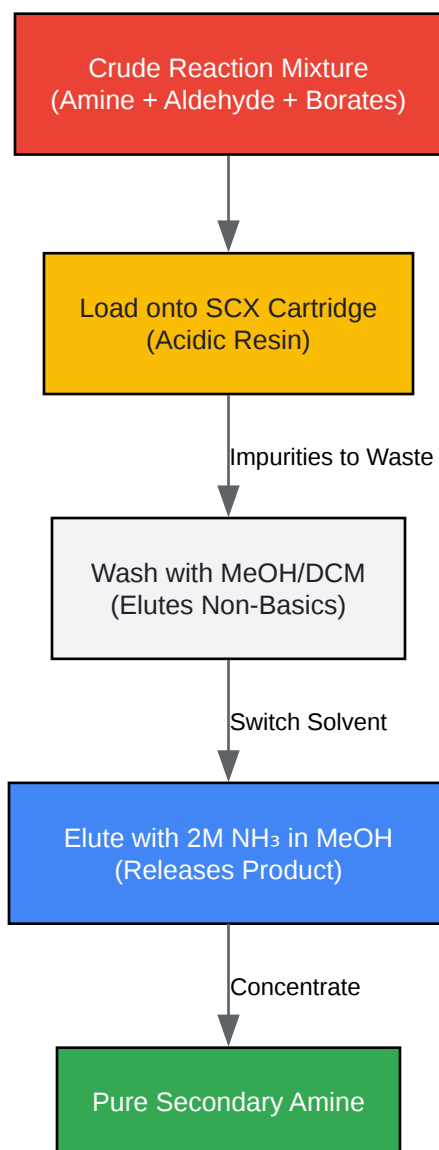 Crude Reaction Mixture
(Amine + Aldehyde + Borates)
Load onto SCX Cartridge
(Acidic Resin)
Impurities to Waste
Wash with MeOH/DCM
(Elutes Non-Basics)
Switch Solvent
Elute with 2M NH₃ in MeOH
(Releases Product)
Concentrate
Pure Secondary Amine